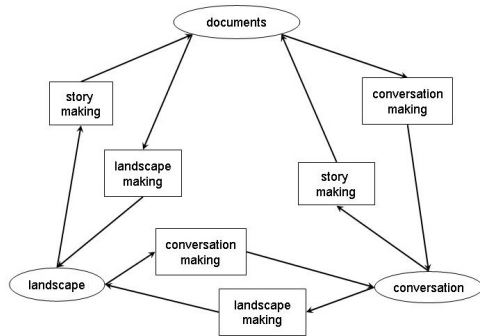 documents
story
making
conversation
making
landscape
making
story
making
conversation
making
landscape
conversation
landscape
making